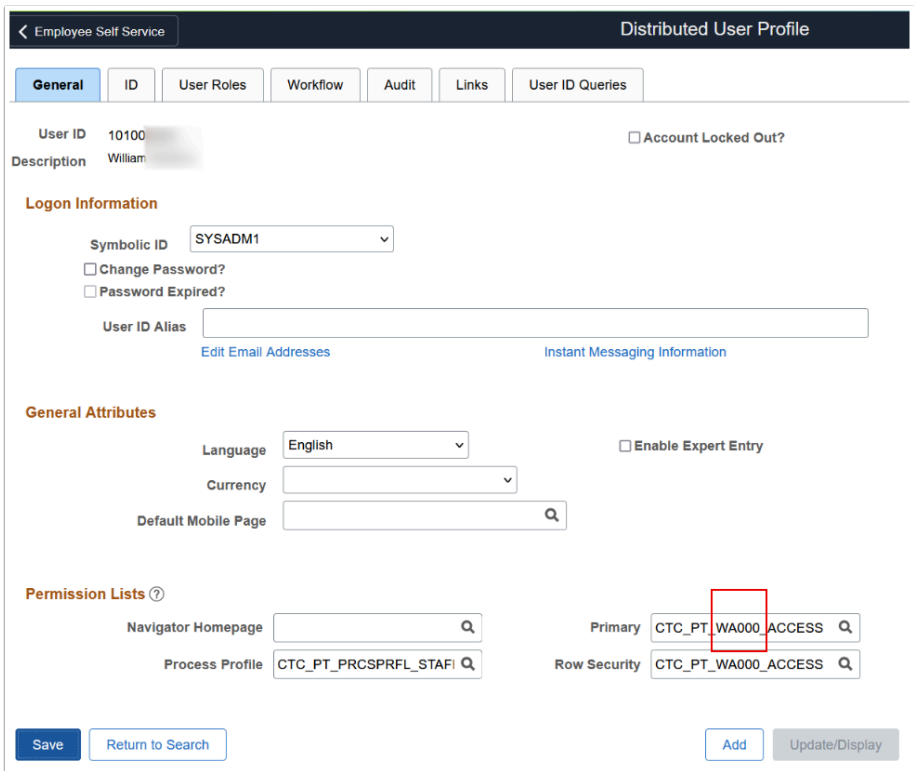 Employee Self Service
Distributed User Profile
General ID User Roles Workflow Audit Links User ID Queries
User ID 10100
Account Locked Out?
Description William
Logon Information
Symbolic ID SYSADM1
Change Password?
Password Expired?
User ID Alias
Edit Email Addresses Instant Messaging Information
General Attributes
Language English Enable Expert Entry
Currency
Default Mobile Page
Permission Lists ?
Navigator Homepage Primary CTC_PT_WA000_ACCESS
Process Profile CTC_PT_PRCSPRFL_STAFI Row Security CTC_PT_WA000_ACCESS
Save Return to Search Add Update/Display